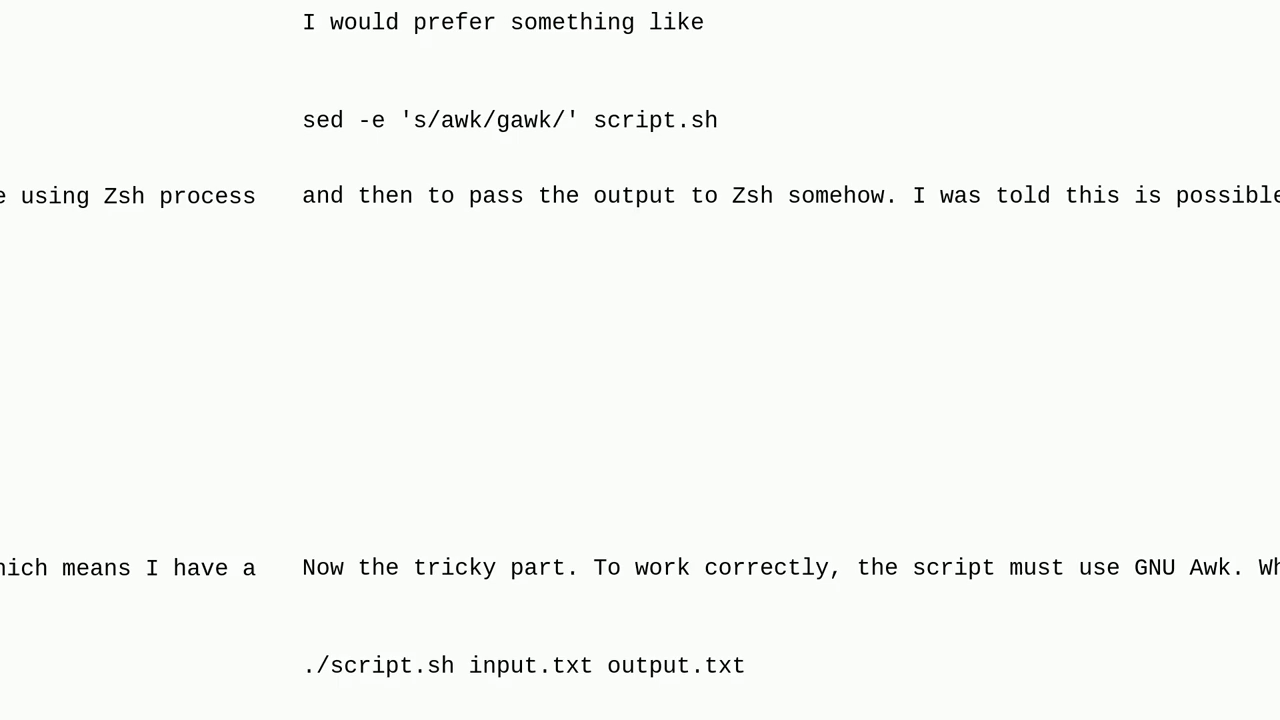 I would prefer something like
sed -e 's/awk/gawk/' script.sh
e using Zsh process and then to pass the output to Zsh somehow. I was told this is possible
hich means I have a Now the tricky part. To work correctly, the script must use GNU Awk. Wh
./script.sh input.txt output.txt